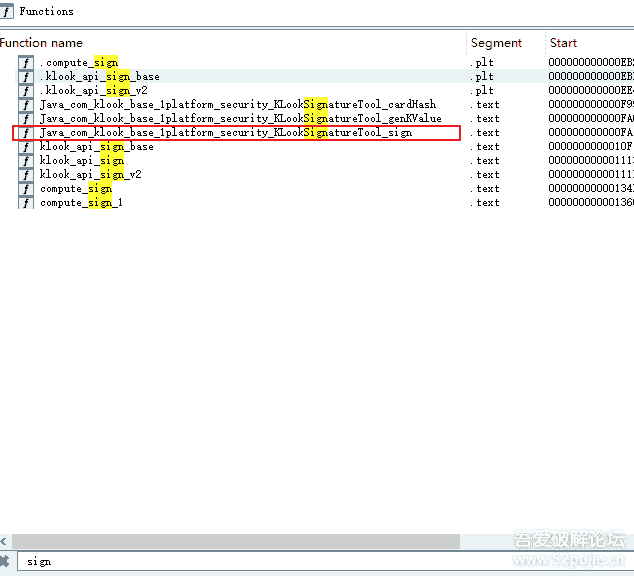 Functions
Function name Segment Start
f .compute_sign .plt
f .klook_api_sign_base .plt
f .klook_api_sign_v2 .plt
f Java_com_klook_base_1platform_security_KLookSignatureTool_cardHash .text
f Java_com_klook_base_1platform_security_KLookSignatureTool_genKValue .text
f Java_com_klook_base_1platform_security_KLookSignatureTool_sign .text
f klook_api_sign_base .text
f klook_api_sign .text
f klook_api_sign_v2 .text
f compute_sign .text
f compute_sign_1 .text
sign
吾爱破解论坛
www.52pojie.cn